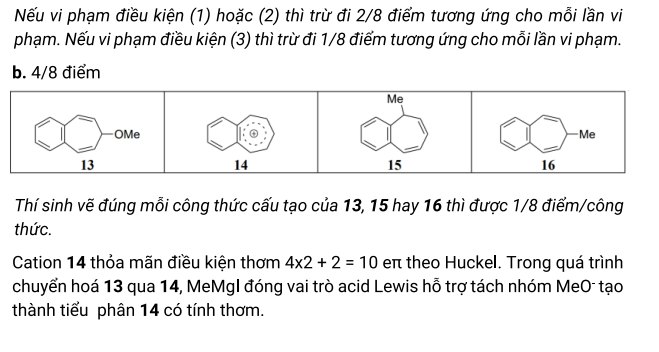 Nếu vi phạm điều kiện (1) hoặc (2) thì trừ đi 2/8 điểm tương ứng cho mỗi lần vi
phạm. Nếu vi phạm điều kiện (3) thì trừ đi 1/8 điểm tương ứng cho mỗi lần vi phạm.
b. 4/8 điểm
OMe
13
14
Me
15
Me
16
Thí sinh vẽ đúng mỗi công thức cấu tạo của 13, 15 hay 16 thì được 1/8 điểm/công
thức.
Cation 14 thỏa mãn điều kiện thơm 4x2 + 2 = 10 eπ theo Huckel. Trong quá trình
chuyển hoá 13 qua 14, MeMgI đóng vai trò acid Lewis hỗ trợ tách nhóm MeO⁻ tạo
thành tiểu phân 14 có tính thơm.